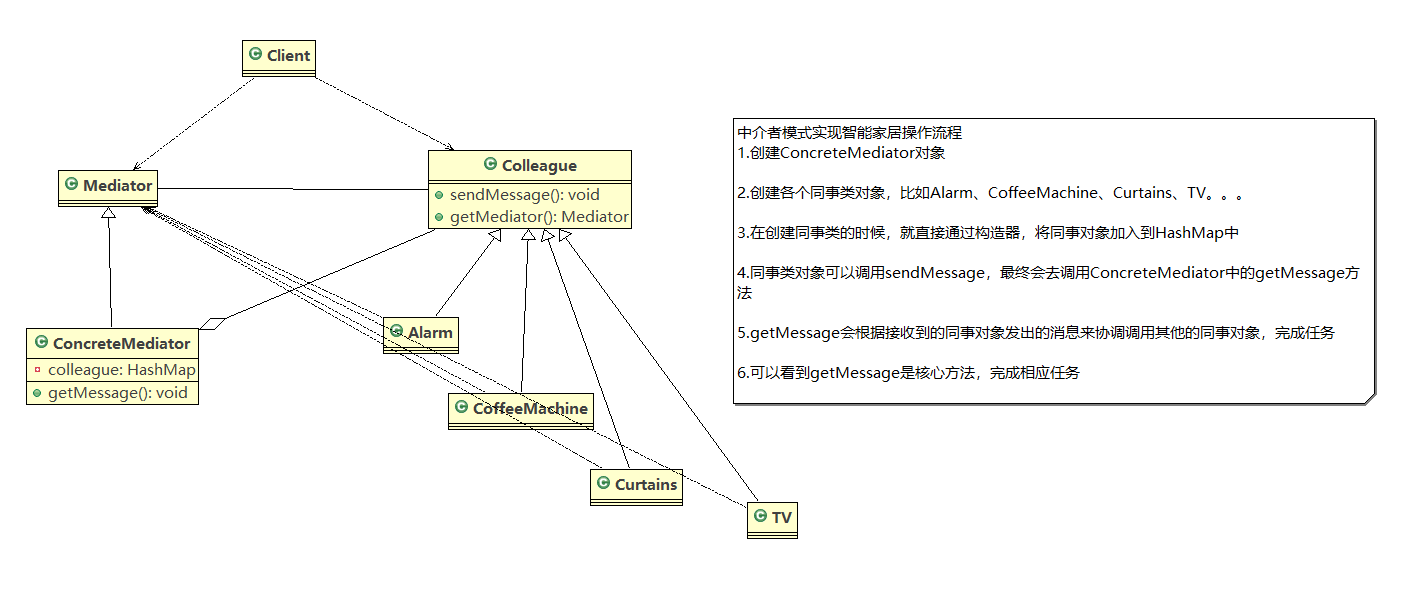 Client
Mediator
Colleague
sendMessage(): void
getMediator(): Mediator
ConcreteMediator
colleague: HashMap
getMessage(): void
Alarm
CoffeeMachine
Curtains
TV
中介者模式实现智能家居操作流程
1.创建ConcreteMediator对象
2.创建各个同事类对象，比如Alarm、CoffeeMachine、Curtains、TV。。。
3.在创建同事类的时候，就直接通过构造器，将同事对象加入到HashMap中
4.同事类对象可以调用sendMessage，最终会去调用ConcreteMediator中的getMessage方
法
5.getMessage会根据接收到的同事对象发出的消息来协调调用其他的同事对象，完成任务
6.可以看到getMessage是核心方法，完成相应任务